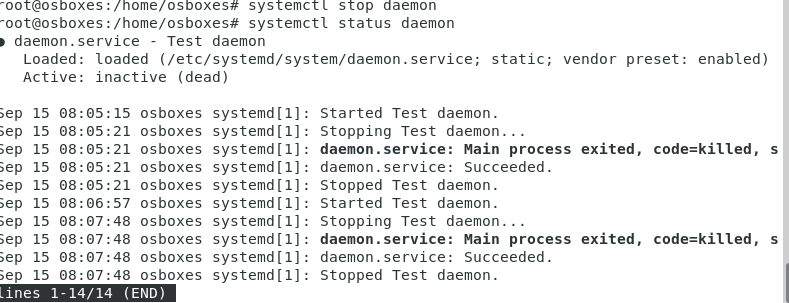 root@osboxes:/home/osboxes# systemctl stop daemon
root@osboxes:/home/osboxes# systemctl status daemon
● daemon.service - Test daemon
   Loaded: loaded (/etc/systemd/system/daemon.service; static; vendor preset: enabled)
   Active: inactive (dead)

Sep 15 08:05:15 osboxes systemd[1]: Started Test daemon.
Sep 15 08:05:21 osboxes systemd[1]: Stopping Test daemon...
Sep 15 08:05:21 osboxes systemd[1]: daemon.service: Main process exited, code=killed, s
Sep 15 08:05:21 osboxes systemd[1]: daemon.service: Succeeded.
Sep 15 08:05:21 osboxes systemd[1]: Stopped Test daemon.
Sep 15 08:06:57 osboxes systemd[1]: Started Test daemon.
Sep 15 08:07:48 osboxes systemd[1]: Stopping Test daemon...
Sep 15 08:07:48 osboxes systemd[1]: daemon.service: Main process exited, code=killed, s
Sep 15 08:07:48 osboxes systemd[1]: daemon.service: Succeeded.
Sep 15 08:07:48 osboxes systemd[1]: Stopped Test daemon.
lines 1-14/14 (END)